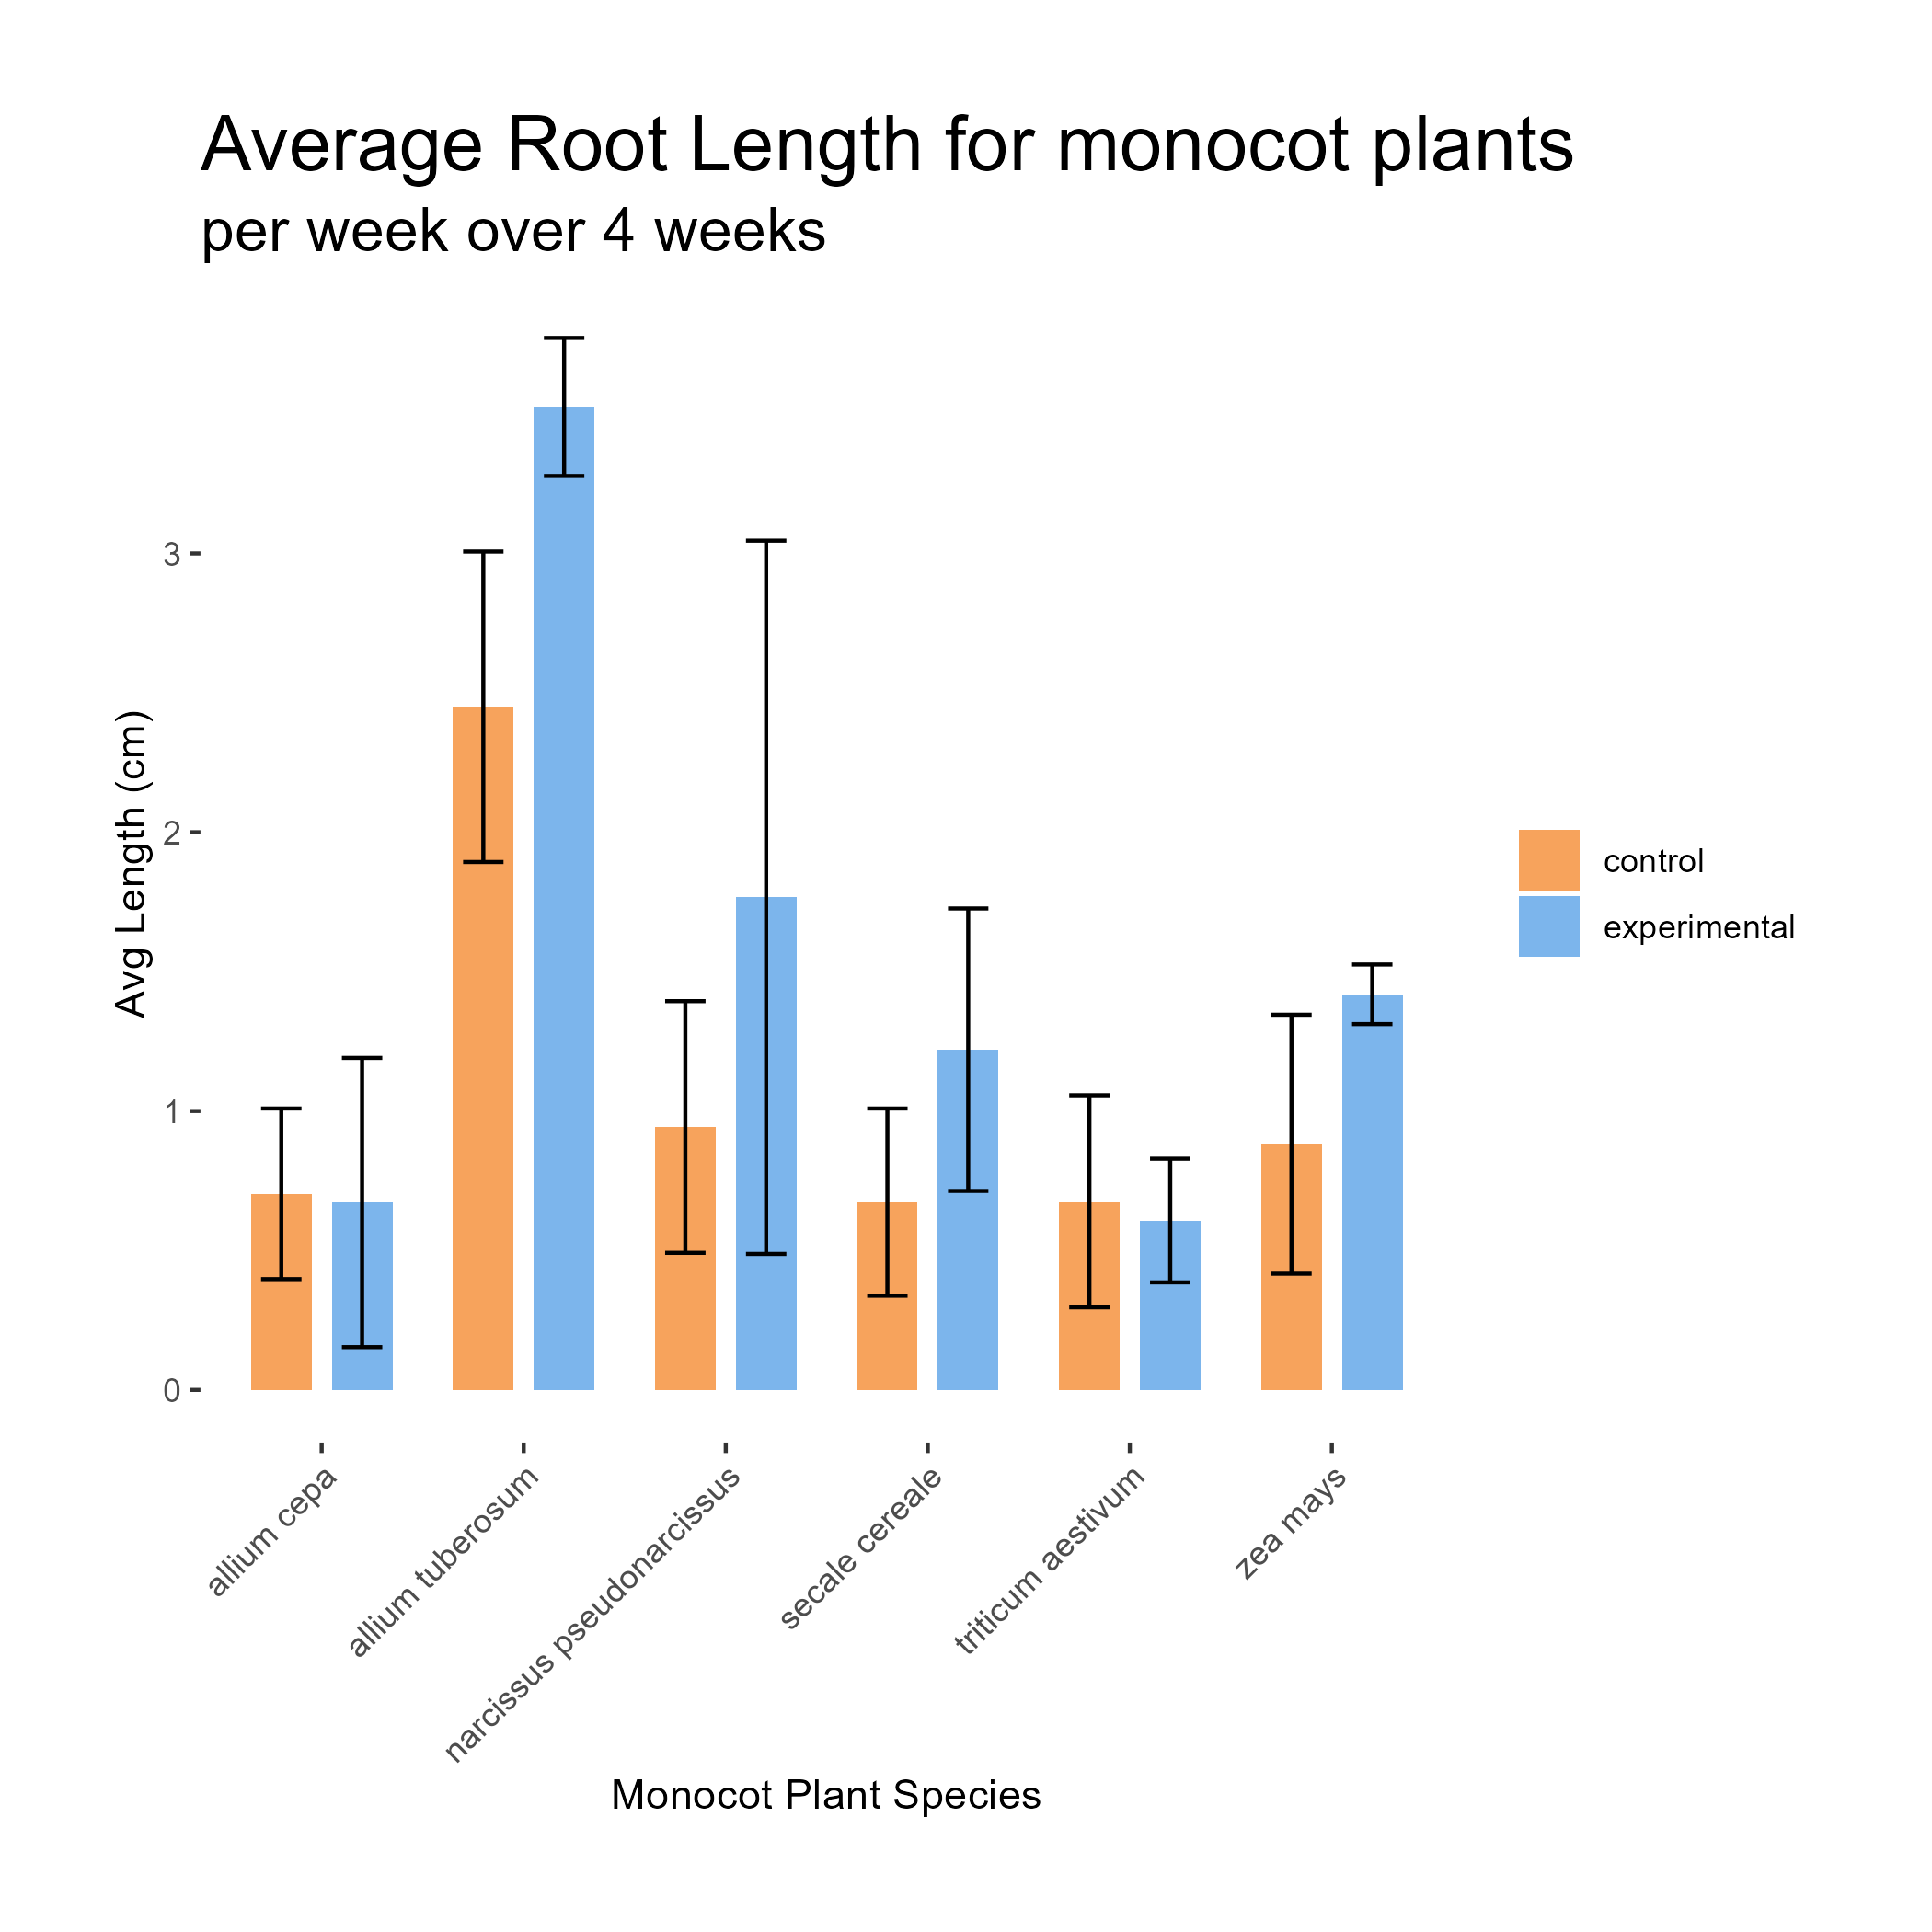 Average Root Length for monocot plants
per week over 4 weeks
Avg Length (cm)
3
2
1
0
control
experimental
allium cepa
allium tuberosum
narcissus pseudonarcissus
secale cereale
triticum aestivum
zea mays
Monocot Plant Species